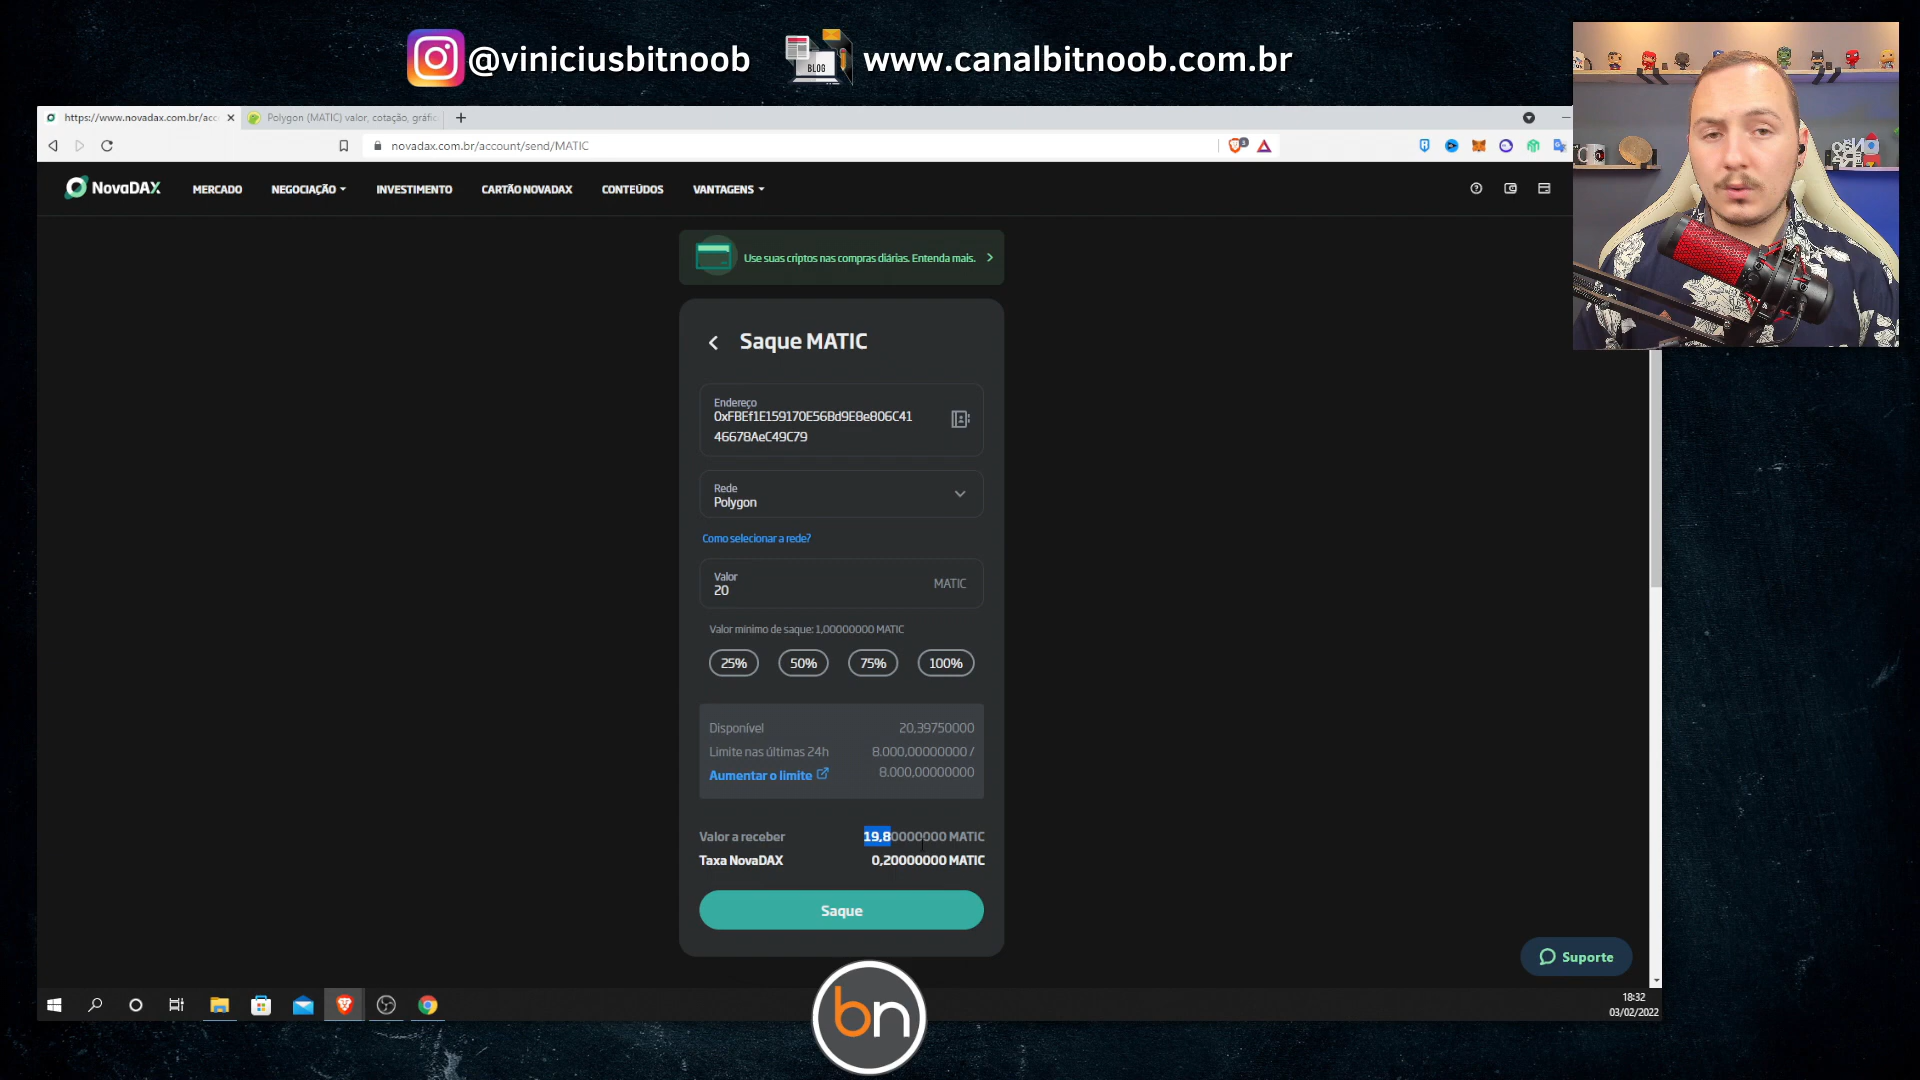 @viniciusbitnoob
BLOG
www.canalbitnoob.com.br
https://www.novadax.com.br/acc
Polygon (MATIC) valor, cotação, gráfic
novadax.com.br/account/send/MATIC
NovaDAX
MERCADO
NEGOCIAÇÃO
INVESTIMENTO
CARTÃO NOVADAX
CONTEÚDOS
VANTAGENS
Use suas criptos nas compras diárias. Entenda mais.
Saque MATIC
Endereço
0xFBEf1E159170E56Bd9E8e806C41
46678AeC49C79
Rede
Polygon
Como selecionar a rede?
Valor
20 MATIC
Valor mínimo de saque: 1,00000000 MATIC
25% 50% 75% 100%
Disponível 20,39750000
Limite nas últimas 24h 8.000,00000000 /
Aumentar o limite 8.000,00000000
Valor a receber 19,80000000 MATIC
Taxa NovaDAX 0,20000000 MATIC
Saque
Suporte
18:32
03/02/2022
bn